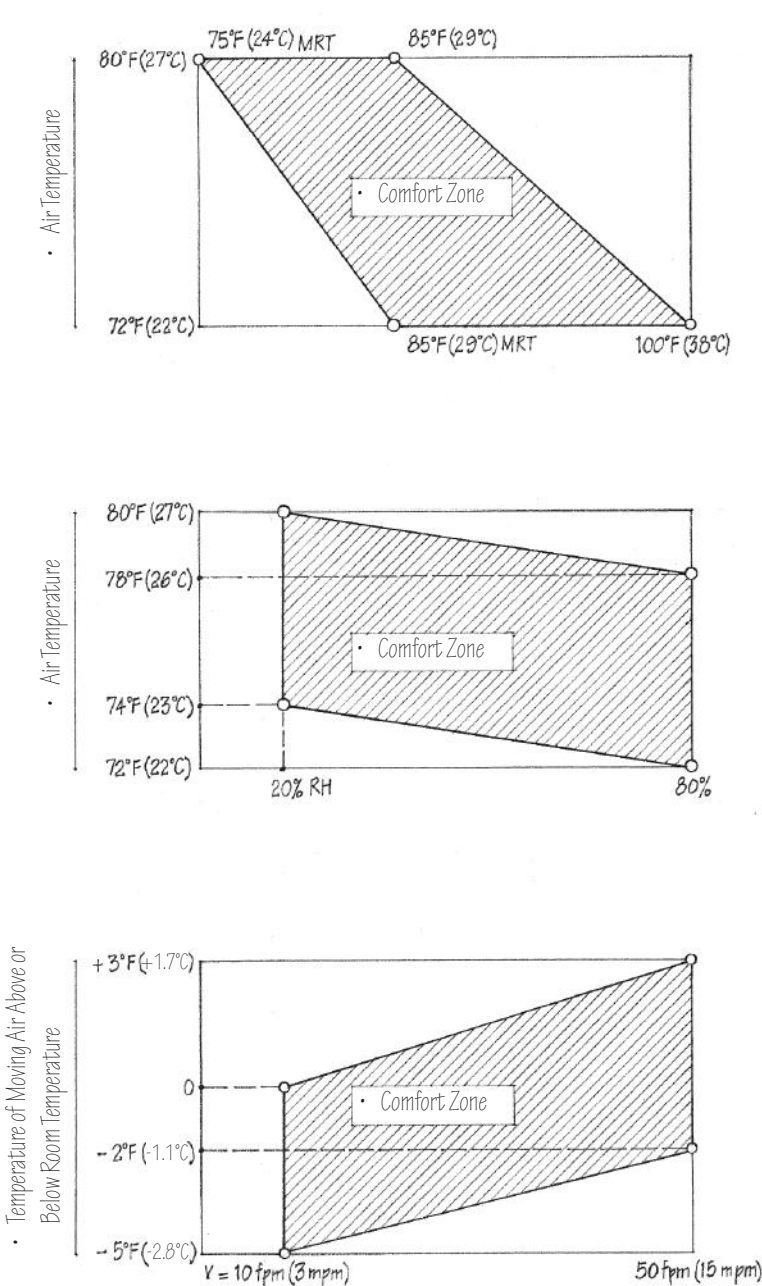 75°F (24°C) MRT
85°F (29°C)
80°F (27°C)
• Air Temperature
• Comfort Zone
72°F (22°C)
85°F (29°C) MRT
100°F (38°C)
80°F (27°C)
78°F (26°C)
• Air Temperature
• Comfort Zone
74°F (23°C)
72°F (22°C)
20% RH
80%
+3°F (+1.7°C)
• Temperature of Moving Air Above or
Below Room Temperature
0
• Comfort Zone
-2°F (-1.1°C)
-5°F (-2.8°C)
V = 10 fpm (3 mpm)
50 fpm (15 mpm)